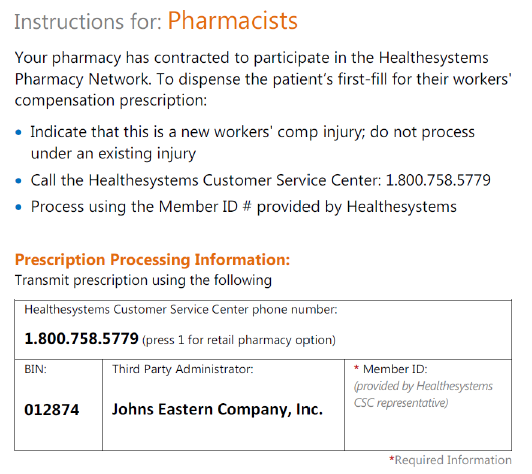 Instructions for: Pharmacists
Your pharmacy has contracted to participate in the Healthesystems
Pharmacy Network. To dispense the patient's first-fill for their workers'
compensation prescription:
• Indicate that this is a new workers' comp injury; do not process
under an existing injury
• Call the Healthesystems Customer Service Center: 1.800.758.5779
• Process using the Member ID # provided by Healthesystems
Prescription Processing Information:
Transmit prescription using the following
Healthesystems Customer Service Center phone number:
1.800.758.5779 (press 1 for retail pharmacy option)
BIN:
012874
Third Party Administrator:
Johns Eastern Company, Inc.
* Member ID:
(provided by Healthesystems
CSC representative)
*Required Information